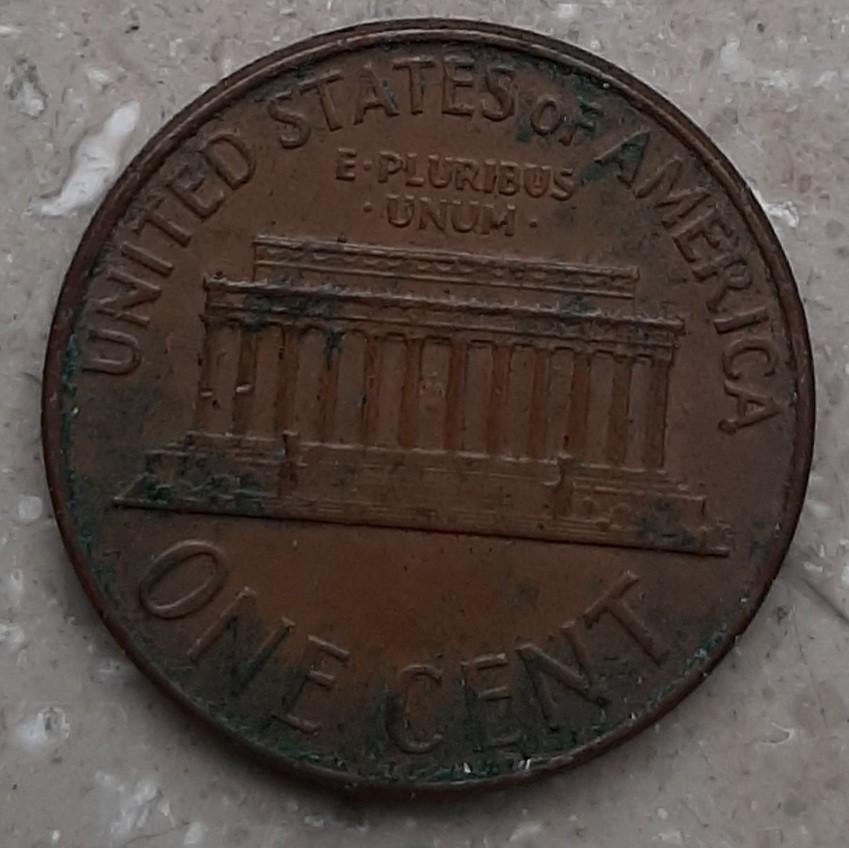 UNITED STATES OF AMERICA
E·PLURIBUS
·UNUM·
ONE CENT